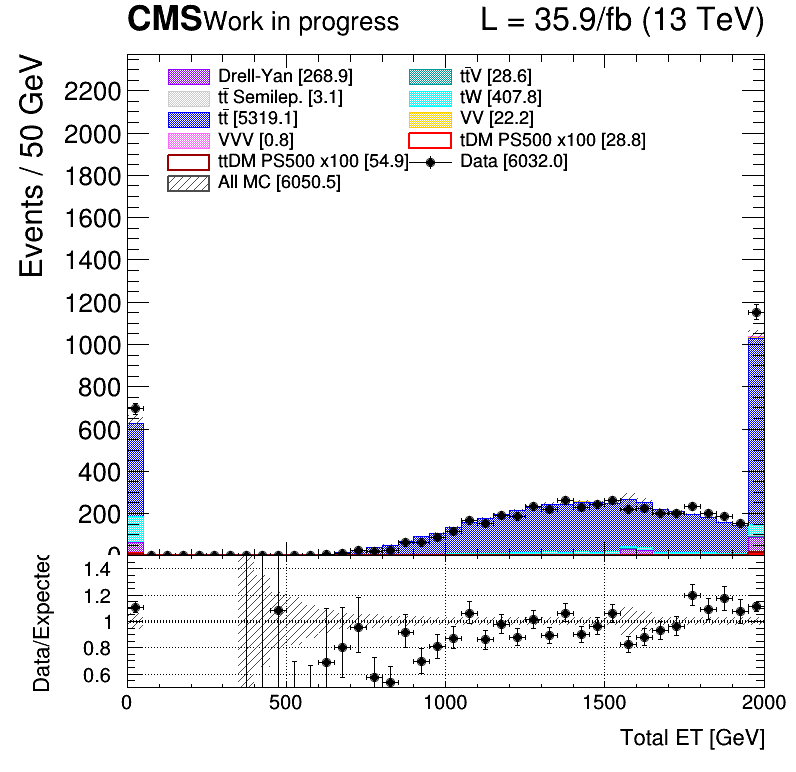 CMS Work in progress L = 35.9/fb (13 TeV)
Events / 50 GeV
Drell-Yan [268.9] tt̄V [28.6]
tt̄ Semilep. [3.1] tW [407.8]
tt̄ [5319.1] VV [22.2]
VVV [0.8] tDM PS500 x100 [28.8]
ttDM PS500 x100 [54.9] Data [6032.0]
All MC [6050.5]
2200
2000
1800
1600
1400
1200
1000
800
600
400
200
0
Data/Expected
1.4
1.2
1
0.8
0.6
0 500 1000 1500 2000
Total ET [GeV]